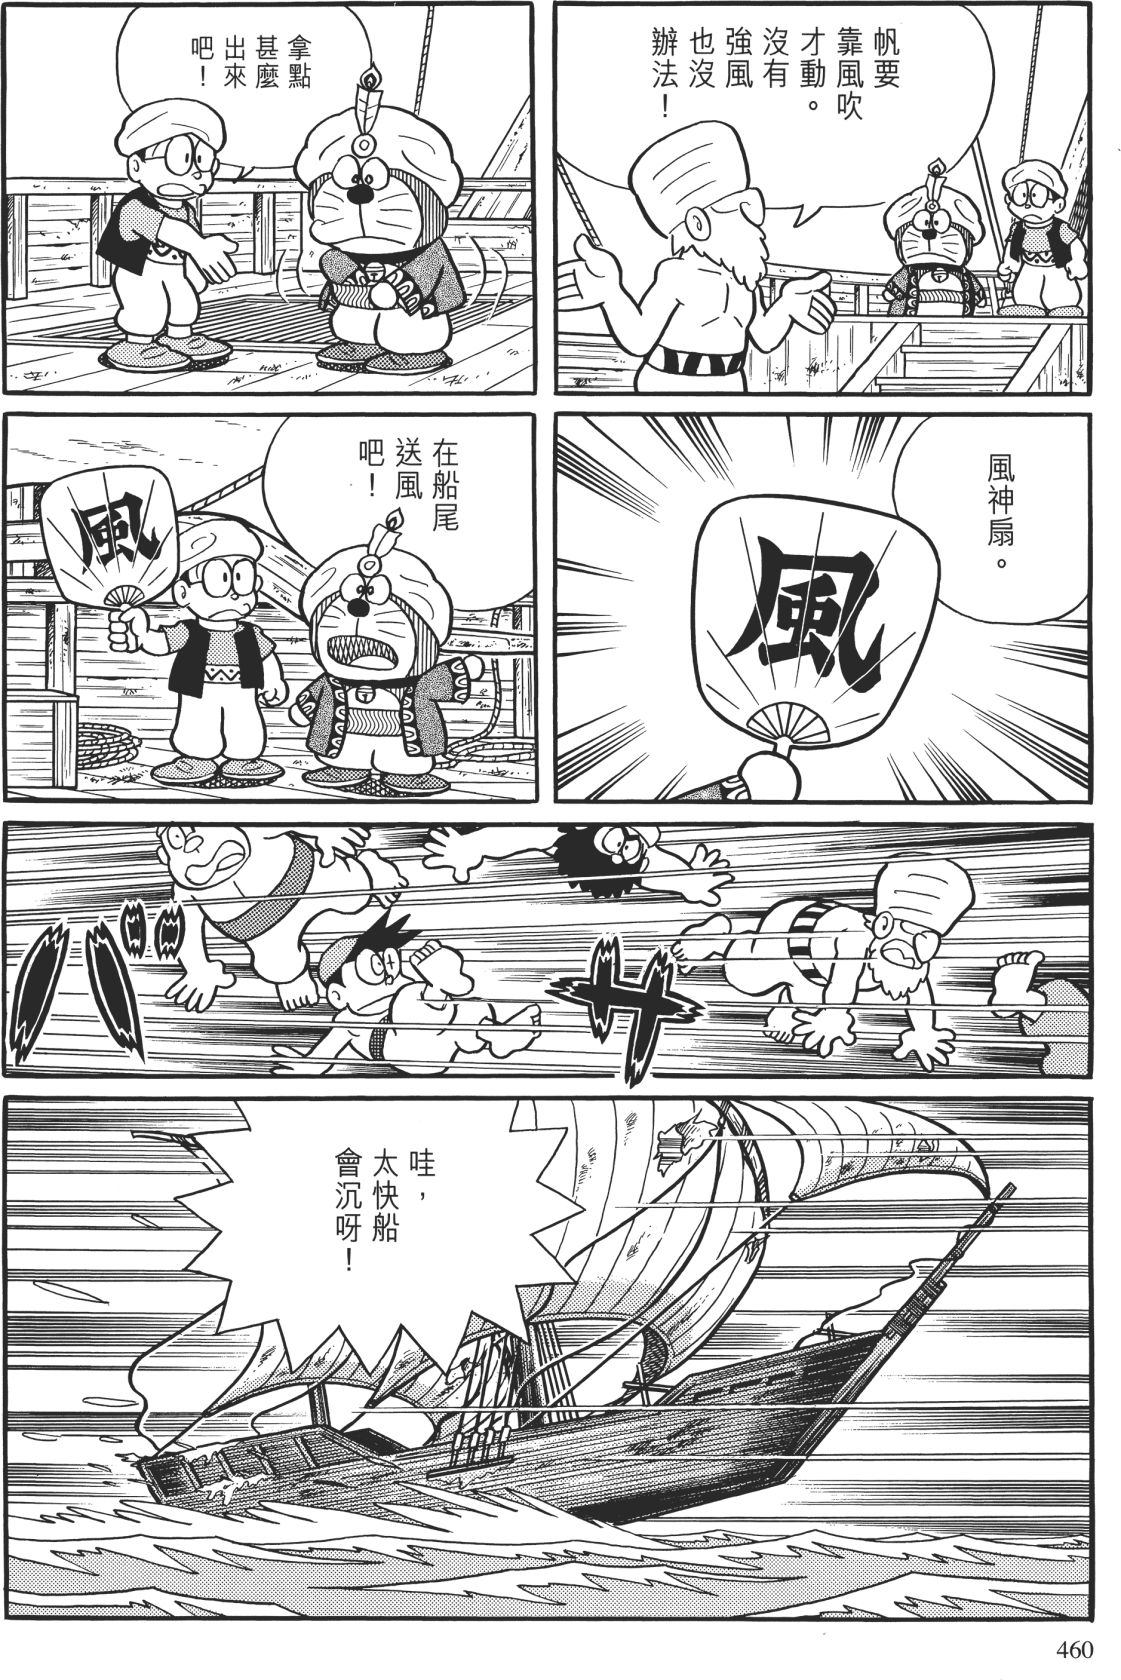 帆要
靠風吹
才動。
沒有
強風
也沒
辦法！
拿點
甚麼
出來
吧！
風神扇。
風
在船尾
送風
吧！
風
バザ
哇，
太快船
會沉呀！
460